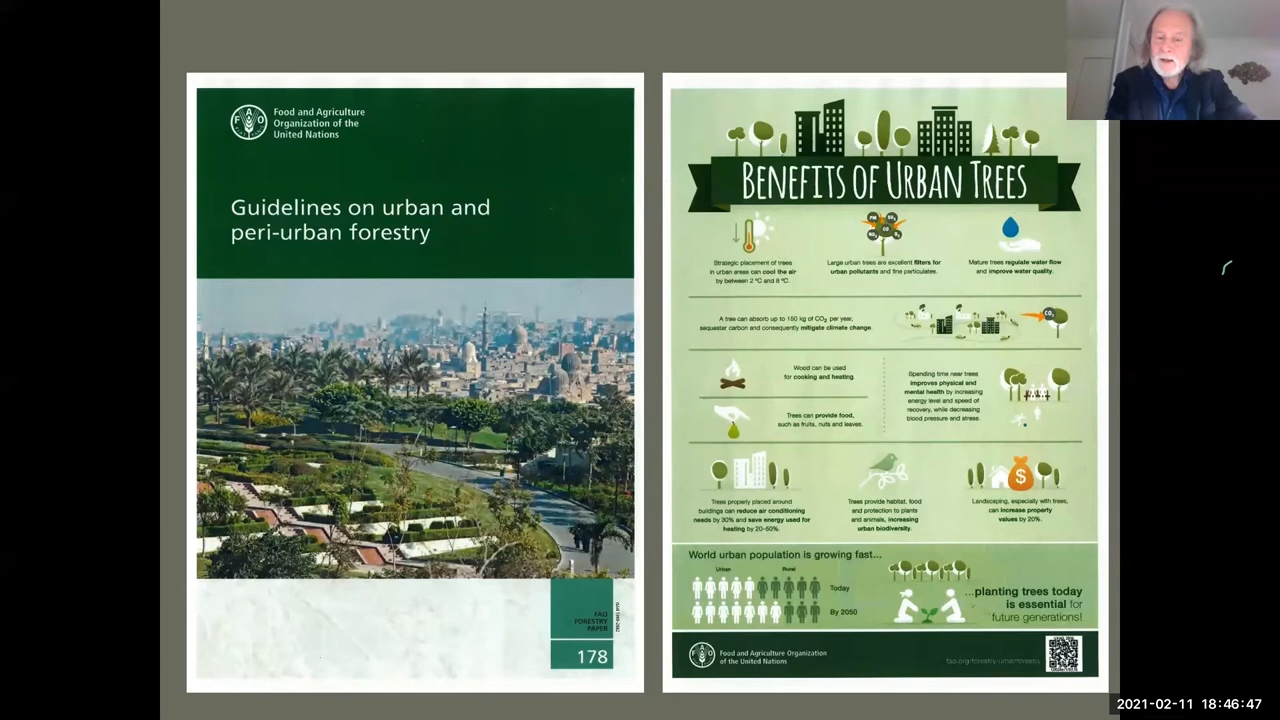 Food and Agriculture
Organization of the
United Nations
Guidelines on urban and
peri-urban forestry
FAO
FORESTRY
PAPER
178
BENEFITS OF URBAN TREES
Strategic placement of trees
in urban areas can cool the air
by between 2 °C and 8 °C.
Large urban trees are excellent filters for
urban pollutants and fine particulates.
Mature trees regulate water flow
and improve water quality.
A tree can absorb up to 150 kg of CO₂ per year,
sequester carbon and consequently mitigate climate change.
CO₂
Wood can be used
for cooking and heating.
Trees can provide food,
such as fruits, nuts and leaves.
Spending time near trees
improves physical and
mental health by increasing
energy level and speed of
recovery, while decreasing
blood pressure and stress.
Trees properly placed around
buildings can reduce air conditioning
needs by 30% and save energy used for
heating by 20-50%.
Trees provide habitat, food
and protection to plants
and animals, increasing
urban biodiversity.
$
Landscaping, especially with trees,
can increase property
values by 20%.
World urban population is growing fast...
Urban Rural
Today
By 2050
...planting trees today
is essential for
future generations!
Food and Agriculture Organization
of the United Nations
fao.org/forestry/urbanforestry
2021-02-11 18:46:47